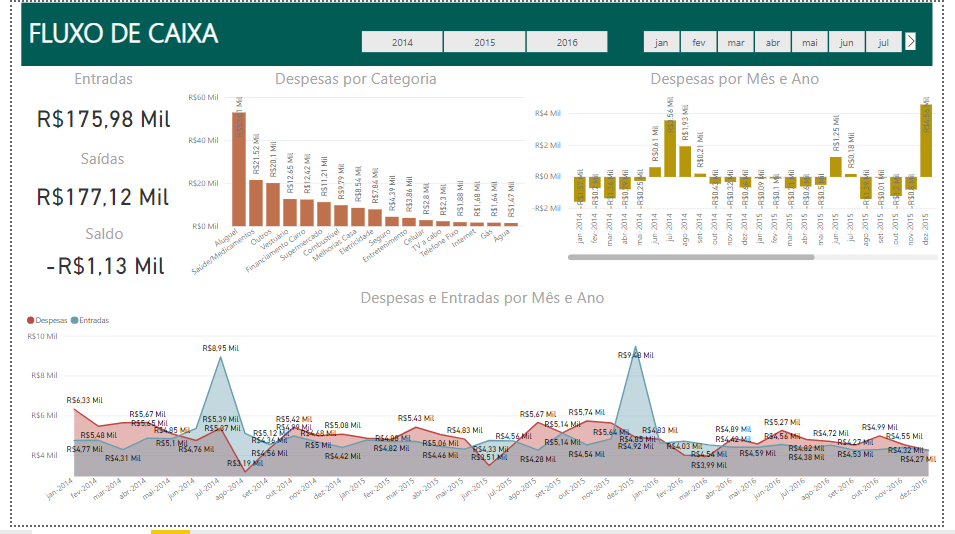 FLUXO DE CAIXA
2014
2015
2016
jan
fev
mar
abr
mai
jun
jul
Entradas
R$175,98 Mil
Saídas
R$177,12 Mil
Saldo
-R$1,13 Mil
Despesas por Categoria
R$60 Mil
R$40 Mil
R$20 Mil
R$0 Mil
R$21,52 Mil
R$20,1 Mil
R$12,65 Mil
R$12,42 Mil
R$11,21 Mil
R$9,79 Mil
R$8,54 Mil
R$7,84 Mil
R$4,39 Mil
R$3,86 Mil
R$2,8 Mil
R$2,3 Mil
R$1,88 Mil
R$1,68 Mil
R$1,64 Mil
R$1,47 Mil
Aluguel
Saúde/Medicamentos
Outros
Vestuário
Financiamento Carro
Supermercado
Combustível
Melhorias Casa
Eletricidade
Seguro
Entretenimento
Celular
TV a cabo
Telefone Fixo
Internet
Gás
Água
Despesas por Mês e Ano
R$4 Mil
R$2 Mil
R$0 Mil
-R$2 Mil
R$0,61 Mil
R$1,93 Mil
R$0,21 Mil
R$1,25 Mil
R$0,18 Mil
jan-2014
fev-2014
mar-2014
abr-2014
mai-2014
jun-2014
jul-2014
ago-2014
set-2014
out-2014
nov-2014
dez-2014
jan-2015
fev-2015
mar-2015
abr-2015
mai-2015
jun-2015
jul-2015
ago-2015
set-2015
out-2015
nov-2015
dez-2015
Despesas e Entradas por Mês e Ano
Despesas
Entradas
R$10 Mil
R$8 Mil
R$6 Mil
R$4 Mil
R$6,33 Mil
R$4,77 Mil
R$5,48 Mil
R$4,31 Mil
R$5,67 Mil
R$5,65 Mil
R$4,85 Mil
R$5,1 Mil
R$4,76 Mil
R$8,95 Mil
R$5,39 Mil
R$5,37 Mil
R$3,19 Mil
R$5,12 Mil
R$4,36 Mil
R$4,56 Mil
R$5,42 Mil
R$5 Mil
R$5,08 Mil
R$4,42 Mil
R$4,82 Mil
R$5,43 Mil
R$5,06 Mil
R$4,46 Mil
R$4,83 Mil
R$4,33 Mil
R$3,51 Mil
R$4,56 Mil
R$5,67 Mil
R$4,28 Mil
R$5,14 Mil
R$5,14 Mil
R$5,74 Mil
R$4,54 Mil
R$5,64 Mil
R$4,85 Mil
R$4,92 Mil
R$4,83 Mil
R$4,03 Mil
R$4,54 Mil
R$3,99 Mil
R$4,89 Mil
R$4,42 Mil
R$4,59 Mil
R$5,27 Mil
R$4,56 Mil
R$4,82 Mil
R$4,38 Mil
R$4,72 Mil
R$4,27 Mil
R$4,53 Mil
R$4,99 Mil
R$4,55 Mil
R$4,32 Mil
R$4,27 Mil
jan-2014
fev-2014
mar-2014
abr-2014
mai-2014
jun-2014
jul-2014
ago-2014
set-2014
out-2014
nov-2014
dez-2014
jan-2015
fev-2015
mar-2015
abr-2015
mai-2015
jun-2015
jul-2015
ago-2015
set-2015
out-2015
nov-2015
dez-2015
jan-2016
fev-2016
mar-2016
abr-2016
mai-2016
jun-2016
jul-2016
ago-2016
set-2016
out-2016
nov-2016
dez-2016